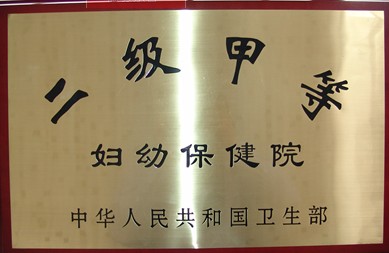 二级甲等
妇幼保健院
中华人民共和国卫生部